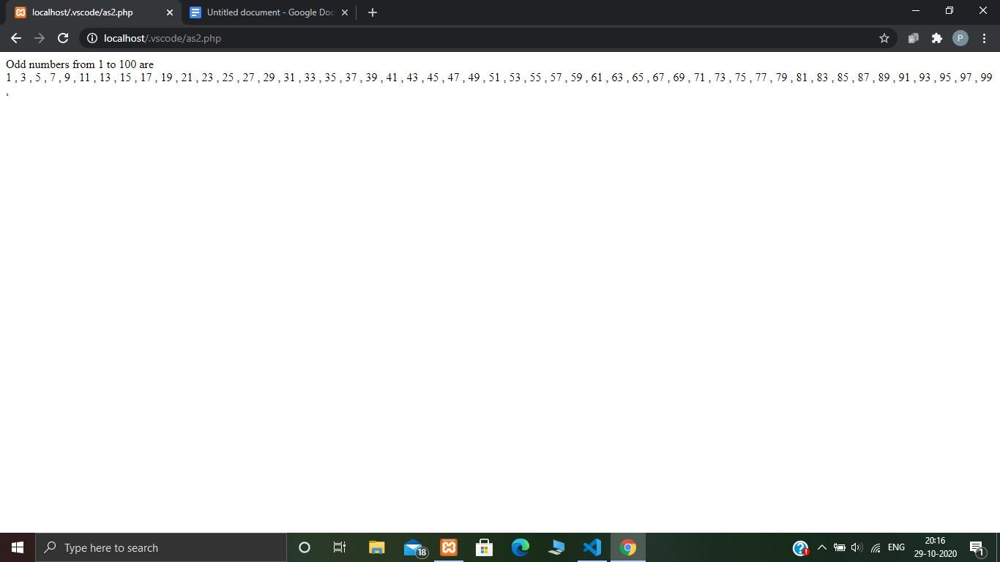 localhost/.vscode/as2.php
Untitled document - Google Doc
localhost/.vscode/as2.php
P
Odd numbers from 1 to 100 are
1 , 3 , 5 , 7 , 9 , 11 , 13 , 15 , 17 , 19 , 21 , 23 , 25 , 27 , 29 , 31 , 33 , 35 , 37 , 39 , 41 , 43 , 45 , 47 , 49 , 51 , 53 , 55 , 57 , 59 , 61 , 63 , 65 , 67 , 69 , 71 , 73 , 75 , 77 , 79 , 81 , 83 , 85 , 87 , 89 , 91 , 93 , 95 , 97 , 99
,
Type here to search
18
ENG
20:16
29-10-2020
1